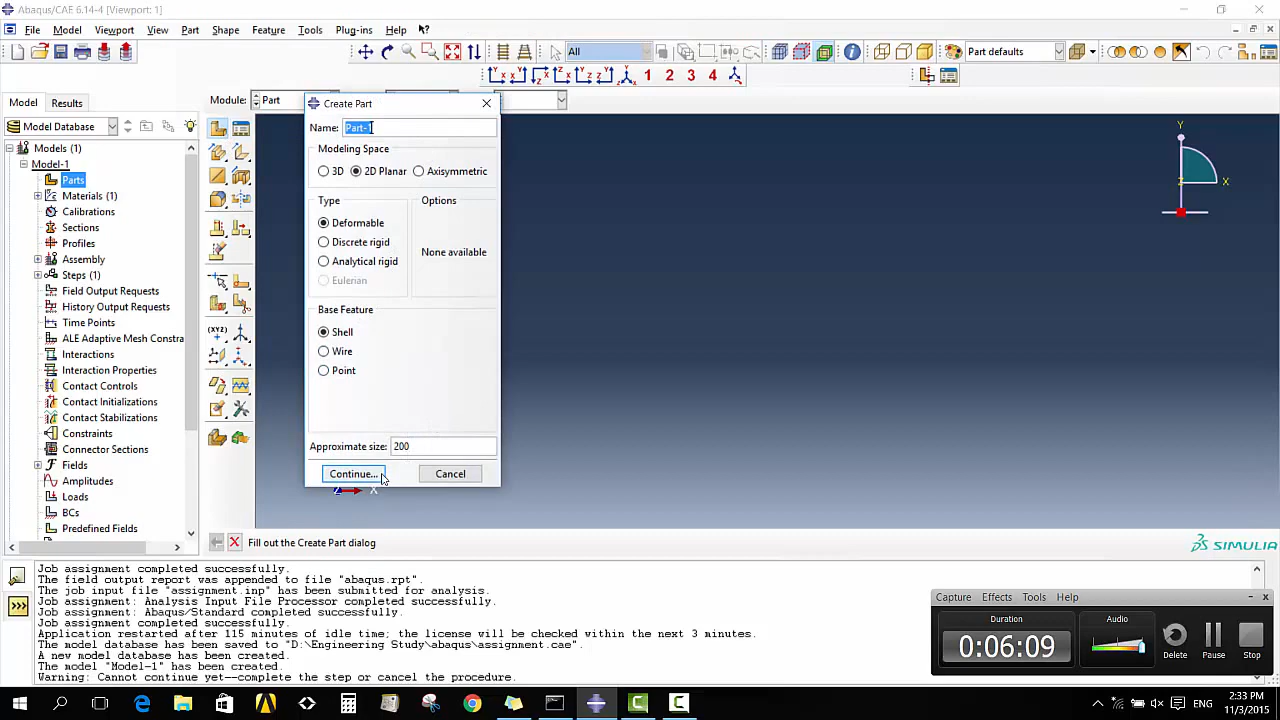 Abaqus/CAE 6.14-4 [Viewport: 1]
File Model Viewport View Part Shape Feature Tools Plug-ins Help
All Part defaults
1 2 3 4
Model Results
Module: Part
Model Database
Models (1)
Model-1
Parts
Materials (1)
Calibrations
Sections
Profiles
Assembly
Steps (1)
Field Output Requests
History Output Requests
Time Points
ALE Adaptive Mesh Constra
Interactions
Interaction Properties
Contact Controls
Contact Initializations
Contact Stabilizations
Constraints
Connector Sections
Fields
Amplitudes
Loads
BCs
Predefined Fields
Create Part
Name: Part-1
Modeling Space
3D 2D Planar Axisymmetric
Type Options
Deformable
Discrete rigid
None available
Analytical rigid
Eulerian
Base Feature
Shell
Wire
Point
Approximate size: 200
Continue... Cancel
Y
Z X
X
Fill out the Create Part dialog
SIMULIA
Job assignment completed successfully.
The field output report was appended to file "abaqus.rpt".
The job input file "assignment.inp" has been submitted for analysis.
Job assignment: Analysis Input File Processor completed successfully.
Job assignment: Abaqus/Standard completed successfully.
Job assignment completed successfully.
Application restarted after 115 minutes of idle time; the license will be checked within the next 3 minutes.
The model database has been saved to "D:\Engineering Study\abaqus\assignment.cae".
A new model database has been created.
The model "Model-1" has been created.
Warning: Cannot continue yet--complete the step or cancel the procedure.
Capture Effects Tools Help
Duration Audio
0:06:09
Delete Pause Stop
ENG
2:33 PM
11/3/2015